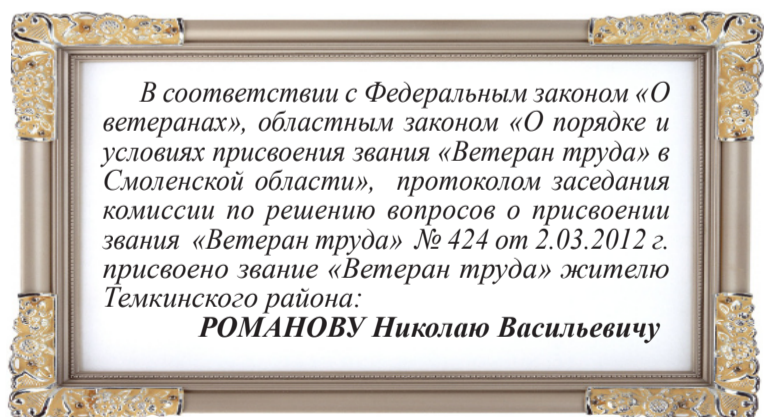 В соответствии с Федеральным законом «О
ветеранах», областным законом «О порядке и
условиях присвоения звания «Ветеран труда» в
Смоленской области», протоколом заседания
комиссии по решению вопросов о присвоении
звания «Ветеран труда» № 424 от 2.03.2012 г.
присвоено звание «Ветеран труда» жителю
Темкинского района:
РОМАНОВУ Николаю Васильевичу